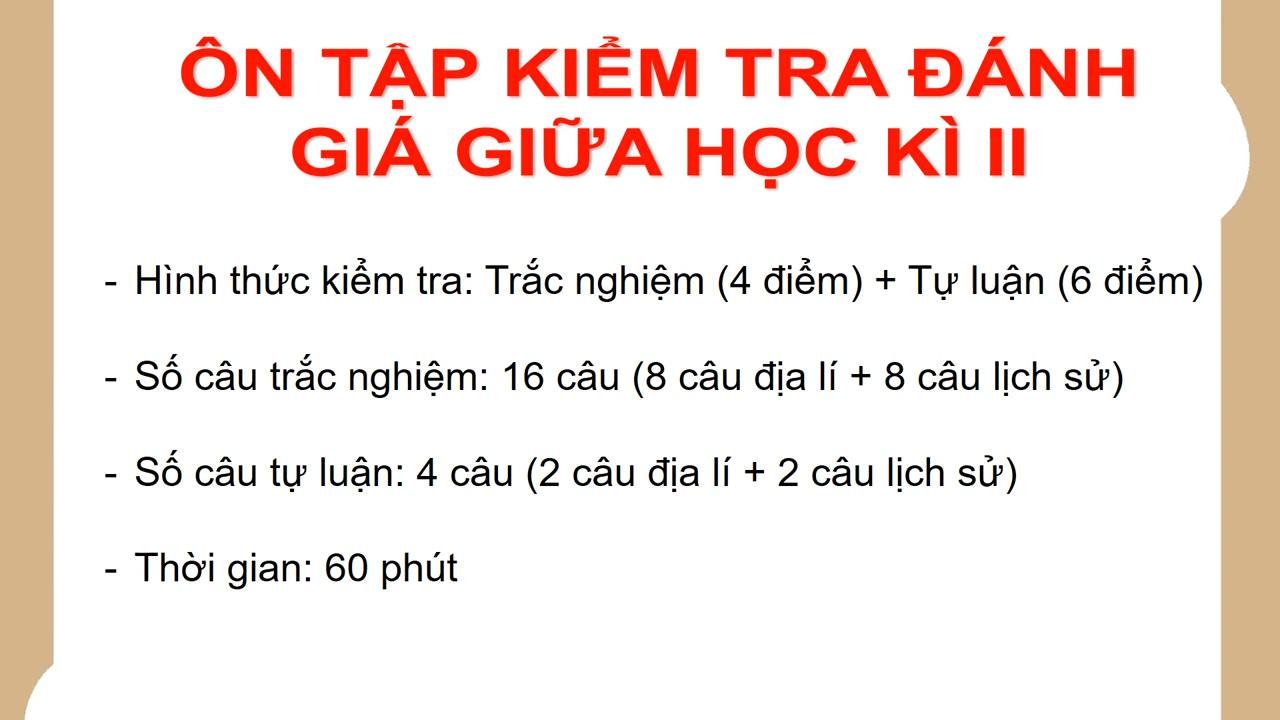 ÔN TẬP KIỂM TRA ĐÁNH
GIÁ GIỮA HỌC KÌ II
- Hình thức kiểm tra: Trắc nghiệm (4 điểm) + Tự luận (6 điểm)
- Số câu trắc nghiệm: 16 câu (8 câu địa lí + 8 câu lịch sử)
- Số câu tự luận: 4 câu (2 câu địa lí + 2 câu lịch sử)
- Thời gian: 60 phút